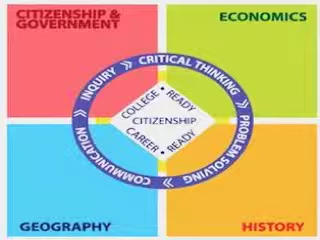 CITIZENSHIP &
GOVERNMENT
ECONOMICS
INQUIRY » CRITICAL THINKING » PROBLEM SOLVING » COMMUNICATION »
COLLEGE • READY
CITIZENSHIP
CAREER • READY
GEOGRAPHY
HISTORY